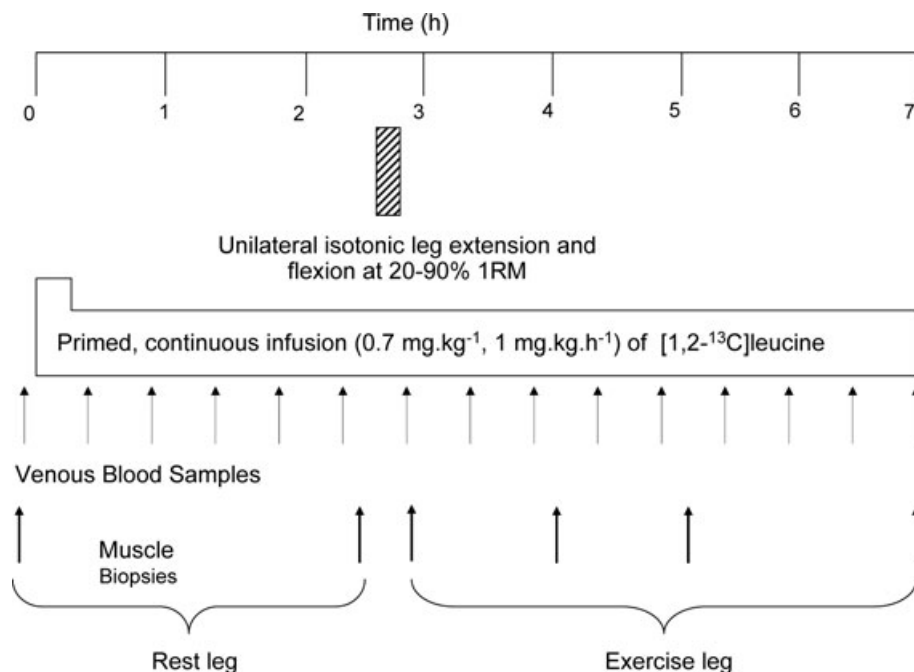 Time (h)
0 1 2 3 4 5 6 7
Unilateral isotonic leg extension and
flexion at 20-90% 1RM
Primed, continuous infusion (0.7 mg.kg⁻¹, 1 mg.kg.h⁻¹) of [1,2-¹³C]leucine
Venous Blood Samples
Muscle
Biopsies
Rest leg Exercise leg